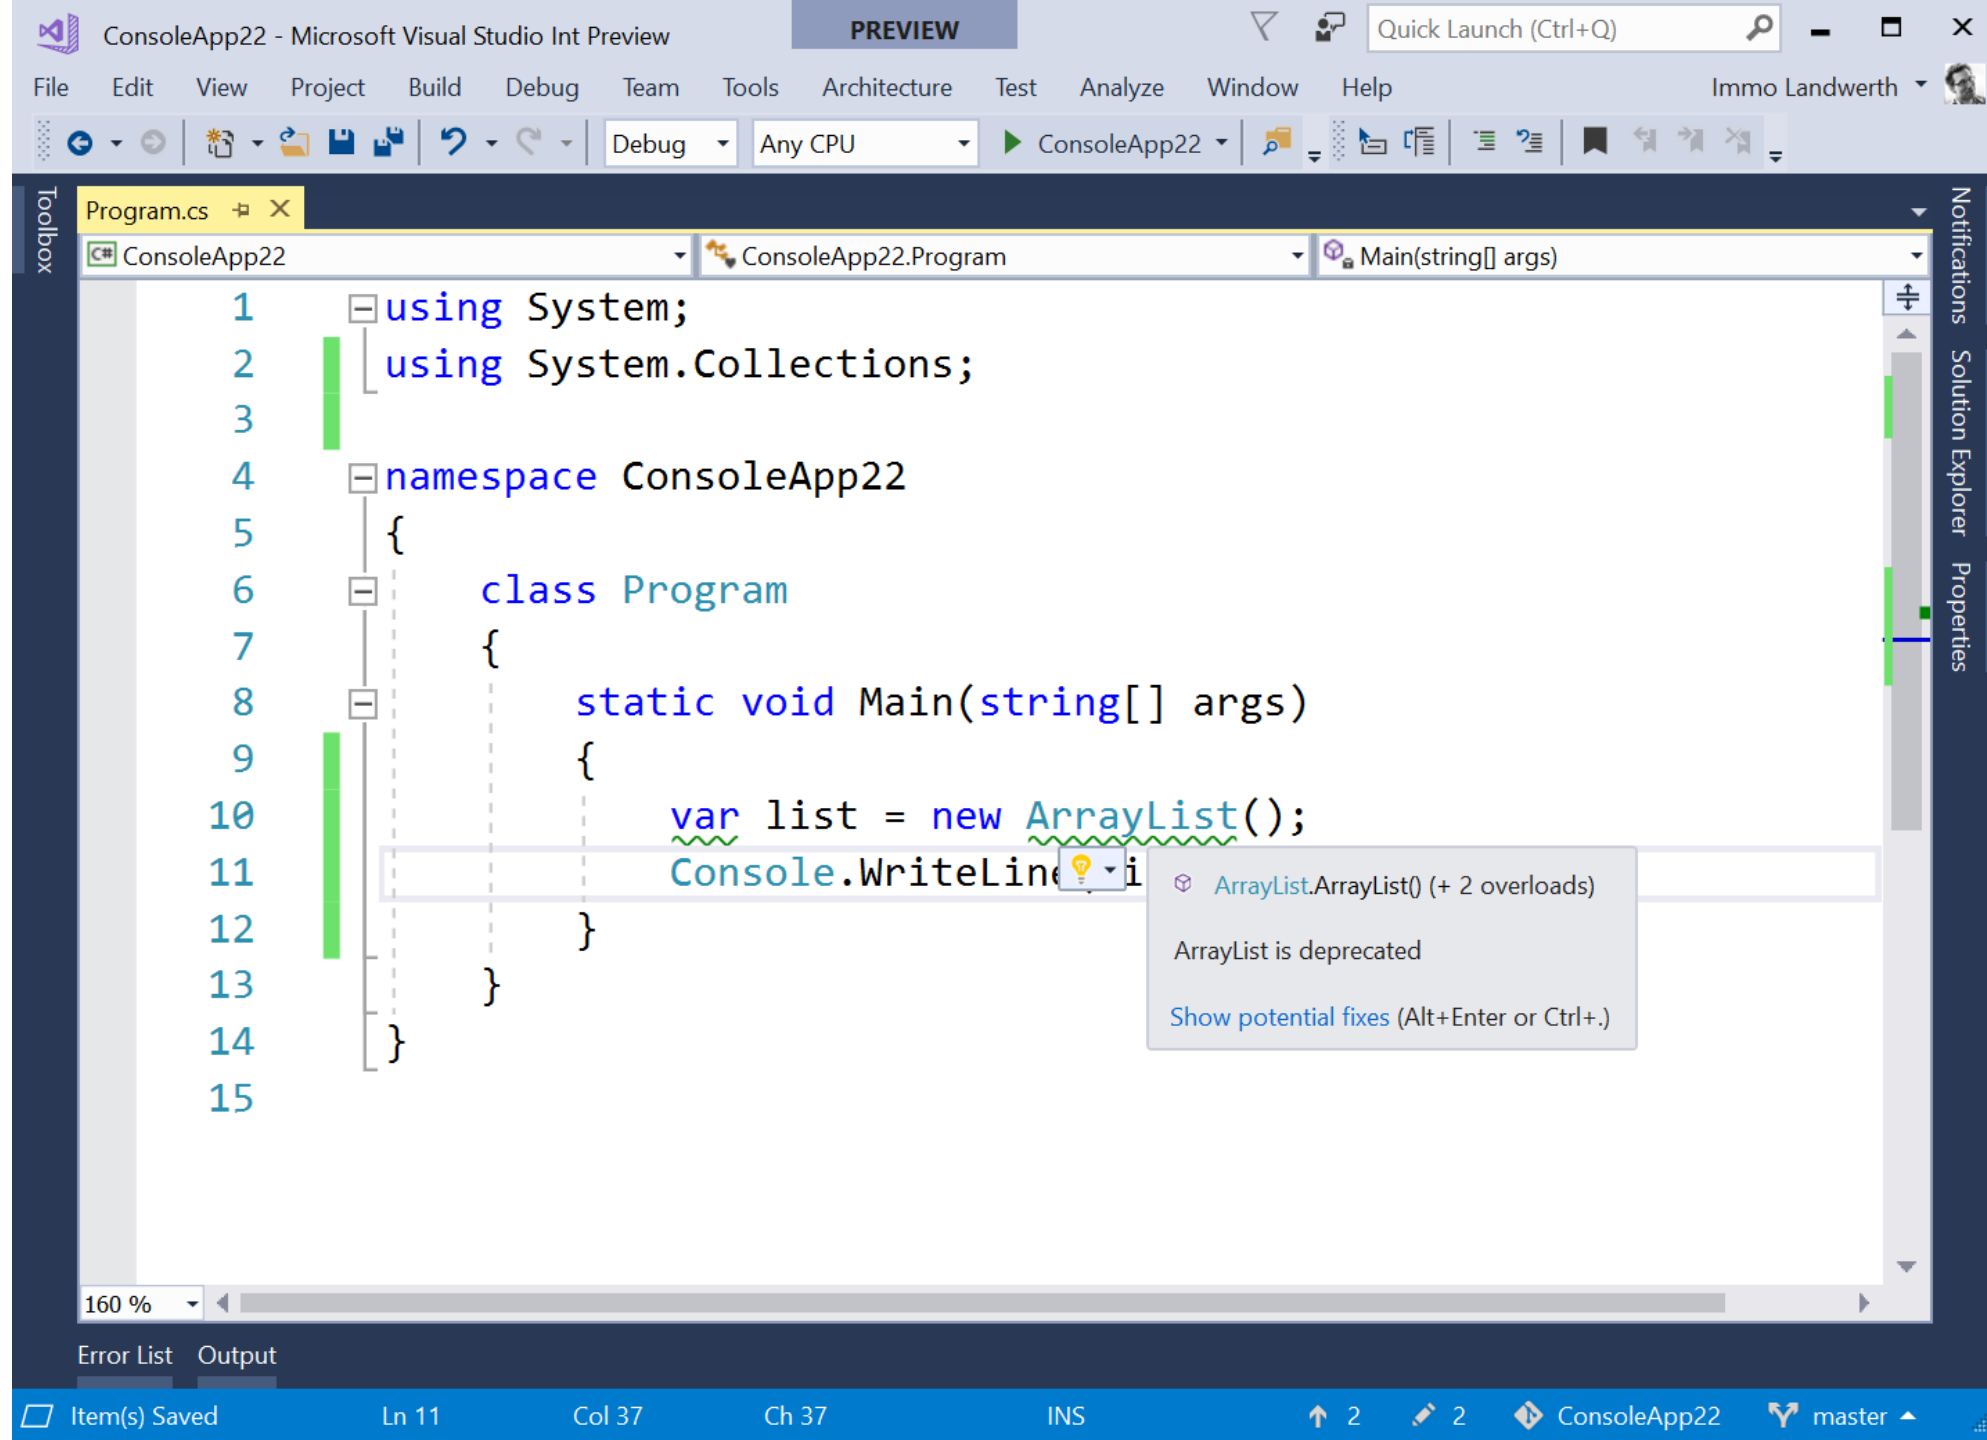 ConsoleApp22 - Microsoft Visual Studio Int Preview PREVIEW Quick Launch (Ctrl+Q)
File Edit View Project Build Debug Team Tools Architecture Test Analyze Window Help Immo Landwerth
Debug Any CPU ConsoleApp22
Toolbox
Program.cs
C# ConsoleApp22 ConsoleApp22.Program Main(string[] args)
1 using System;
2 using System.Collections;
3
4 namespace ConsoleApp22
5 {
6 class Program
7 {
8 static void Main(string[] args)
9 {
10 var list = new ArrayList();
11 Console.WriteLine
12 }
13 }
14 }
15
ArrayList.ArrayList() (+ 2 overloads)
ArrayList is deprecated
Show potential fixes (Alt+Enter or Ctrl+.)
Notifications
Solution Explorer
Properties
160 %
Error List Output
Item(s) Saved Ln 11 Col 37 Ch 37 INS 2 2 ConsoleApp22 master